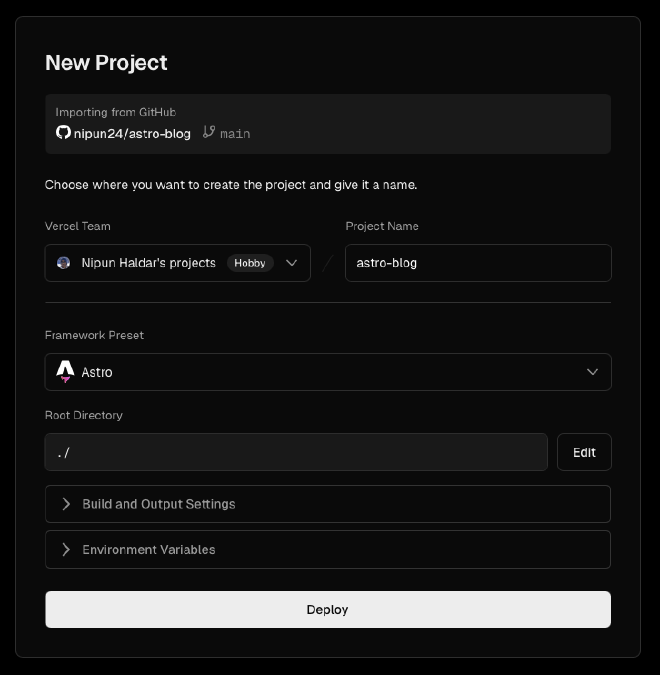 New Project
Importing from GitHub
nipun24/astro-blog main
Choose where you want to create the project and give it a name.
Vercel Team
Project Name
Nipun Haldar's projects Hobby
/
astro-blog
Framework Preset
Astro
Root Directory
./
Edit
Build and Output Settings
Environment Variables
Deploy